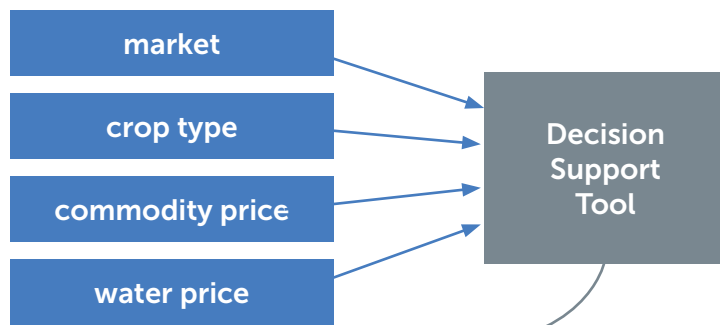 market
crop type
commodity price
water price
Decision
Support
Tool